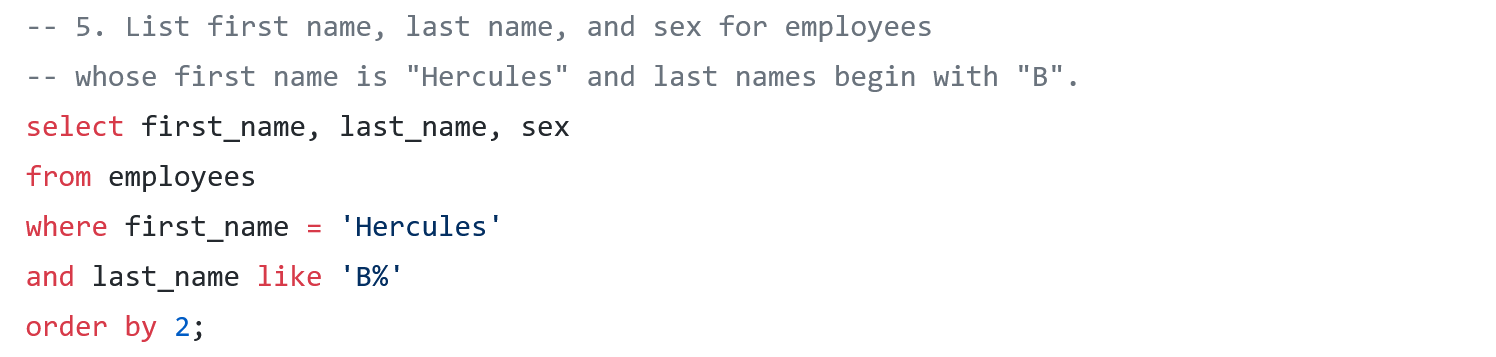 -- 5. List first name, last name, and sex for employees
-- whose first name is "Hercules" and last names begin with "B".
select first_name, last_name, sex
from employees
where first_name = 'Hercules'
and last_name like 'B%'
order by 2;